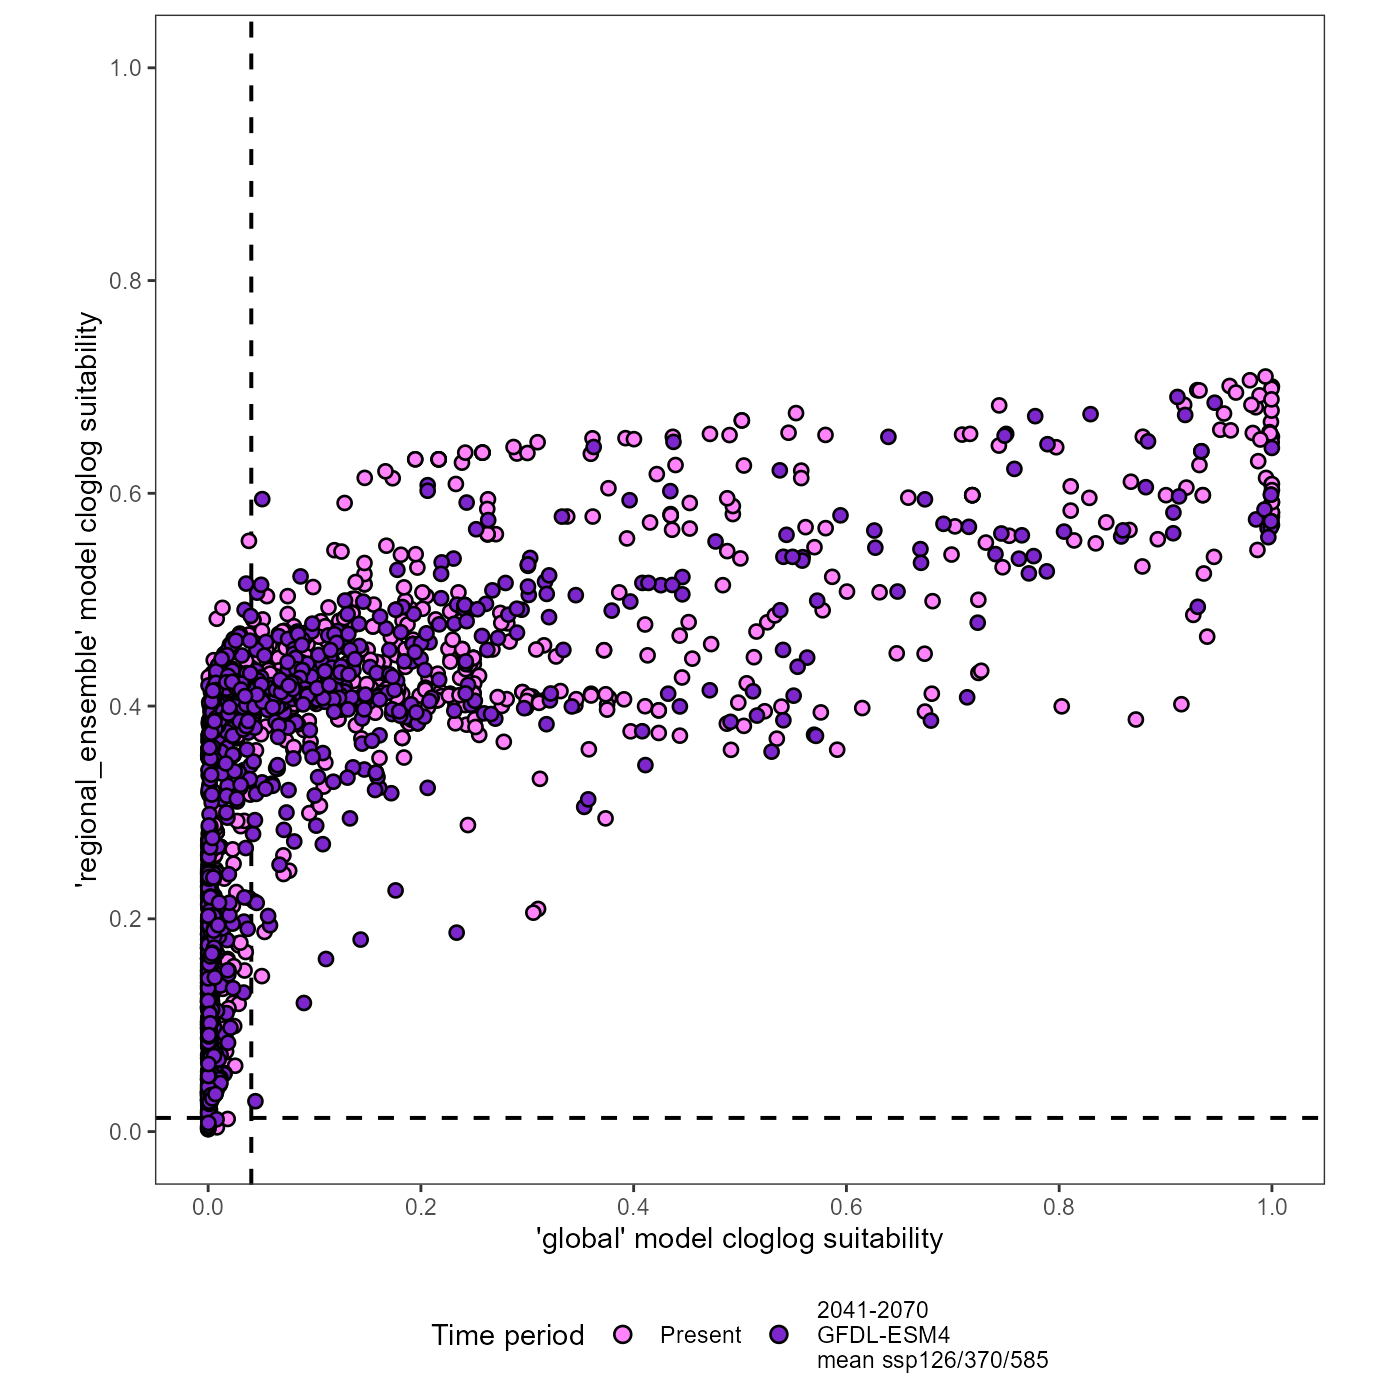 1.0
0.8
0.6
0.4
0.2
0.0
'regional_ensemble' model cloglog suitability
0.0 0.2 0.4 0.6 0.8 1.0
'global' model cloglog suitability
Time period Present
2041-2070
GFDL-ESM4
mean ssp126/370/585